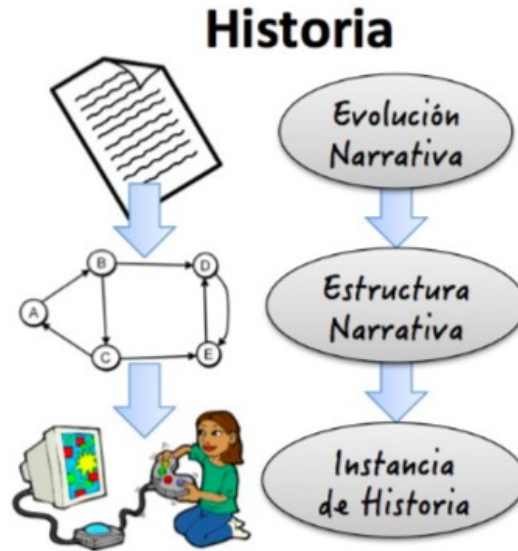 Historia
Evolución
Narrativa
B
D
A
C
E
Estructura
Narrativa
Instancia
de Historia